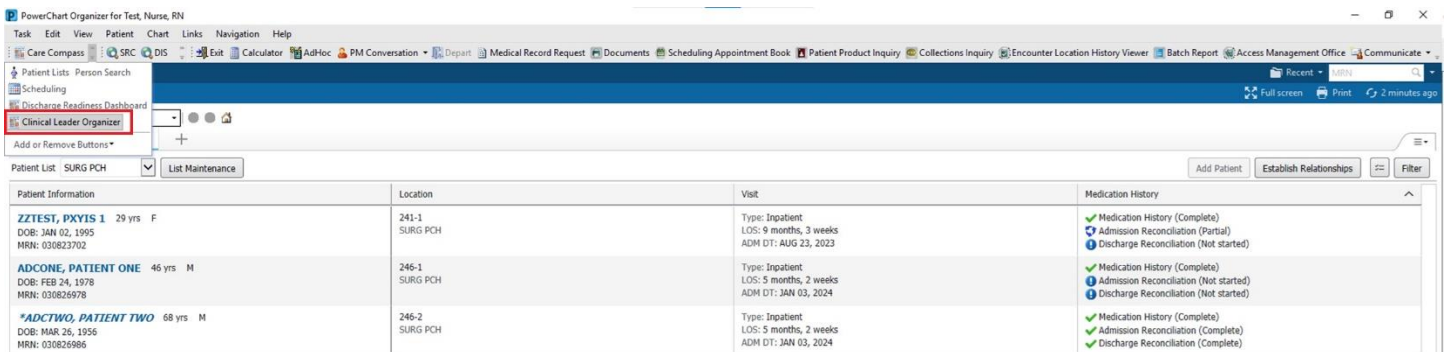 PowerChart Organizer for Test, Nurse, RN
Task Edit View Patient Chart Links Navigation Help
Care Compass SRC DIS Exit Calculator AdHoc PM Conversation Depart Medical Record Request Documents Scheduling Appointment Book Patient Product Inquiry Collections Inquiry Encounter Location History Viewer Batch Report Access Management Office Communicate
Patient Lists Person Search
Recent MRN
Scheduling
Full screen Print 2 minutes ago
Discharge Readiness Dashboard
Clinical Leader Organizer
Add or Remove Buttons
Patient List SURG PCH List Maintenance Add Patient Establish Relationships Filter
Patient Information Location Visit Medication History
ZZTEST, PXYIS 1 29 yrs F 241-1 Type: Inpatient Medication History (Complete)
DOB: JAN 02, 1995 SURG PCH LOS: 9 months, 3 weeks Admission Reconciliation (Partial)
MRN: 030823702 ADM DT: AUG 23, 2023 Discharge Reconciliation (Not started)
ADCONE, PATIENT ONE 46 yrs M 246-1 Type: Inpatient Medication History (Complete)
DOB: FEB 24, 1978 SURG PCH LOS: 5 months, 2 weeks Admission Reconciliation (Not started)
MRN: 030826978 ADM DT: JAN 03, 2024 Discharge Reconciliation (Not started)
*ADCTWO, PATIENT TWO 68 yrs M 246-2 Type: Inpatient Medication History (Complete)
DOB: MAR 26, 1956 SURG PCH LOS: 5 months, 2 weeks Admission Reconciliation (Complete)
MRN: 030826986 ADM DT: JAN 03, 2024 Discharge Reconciliation (Complete)